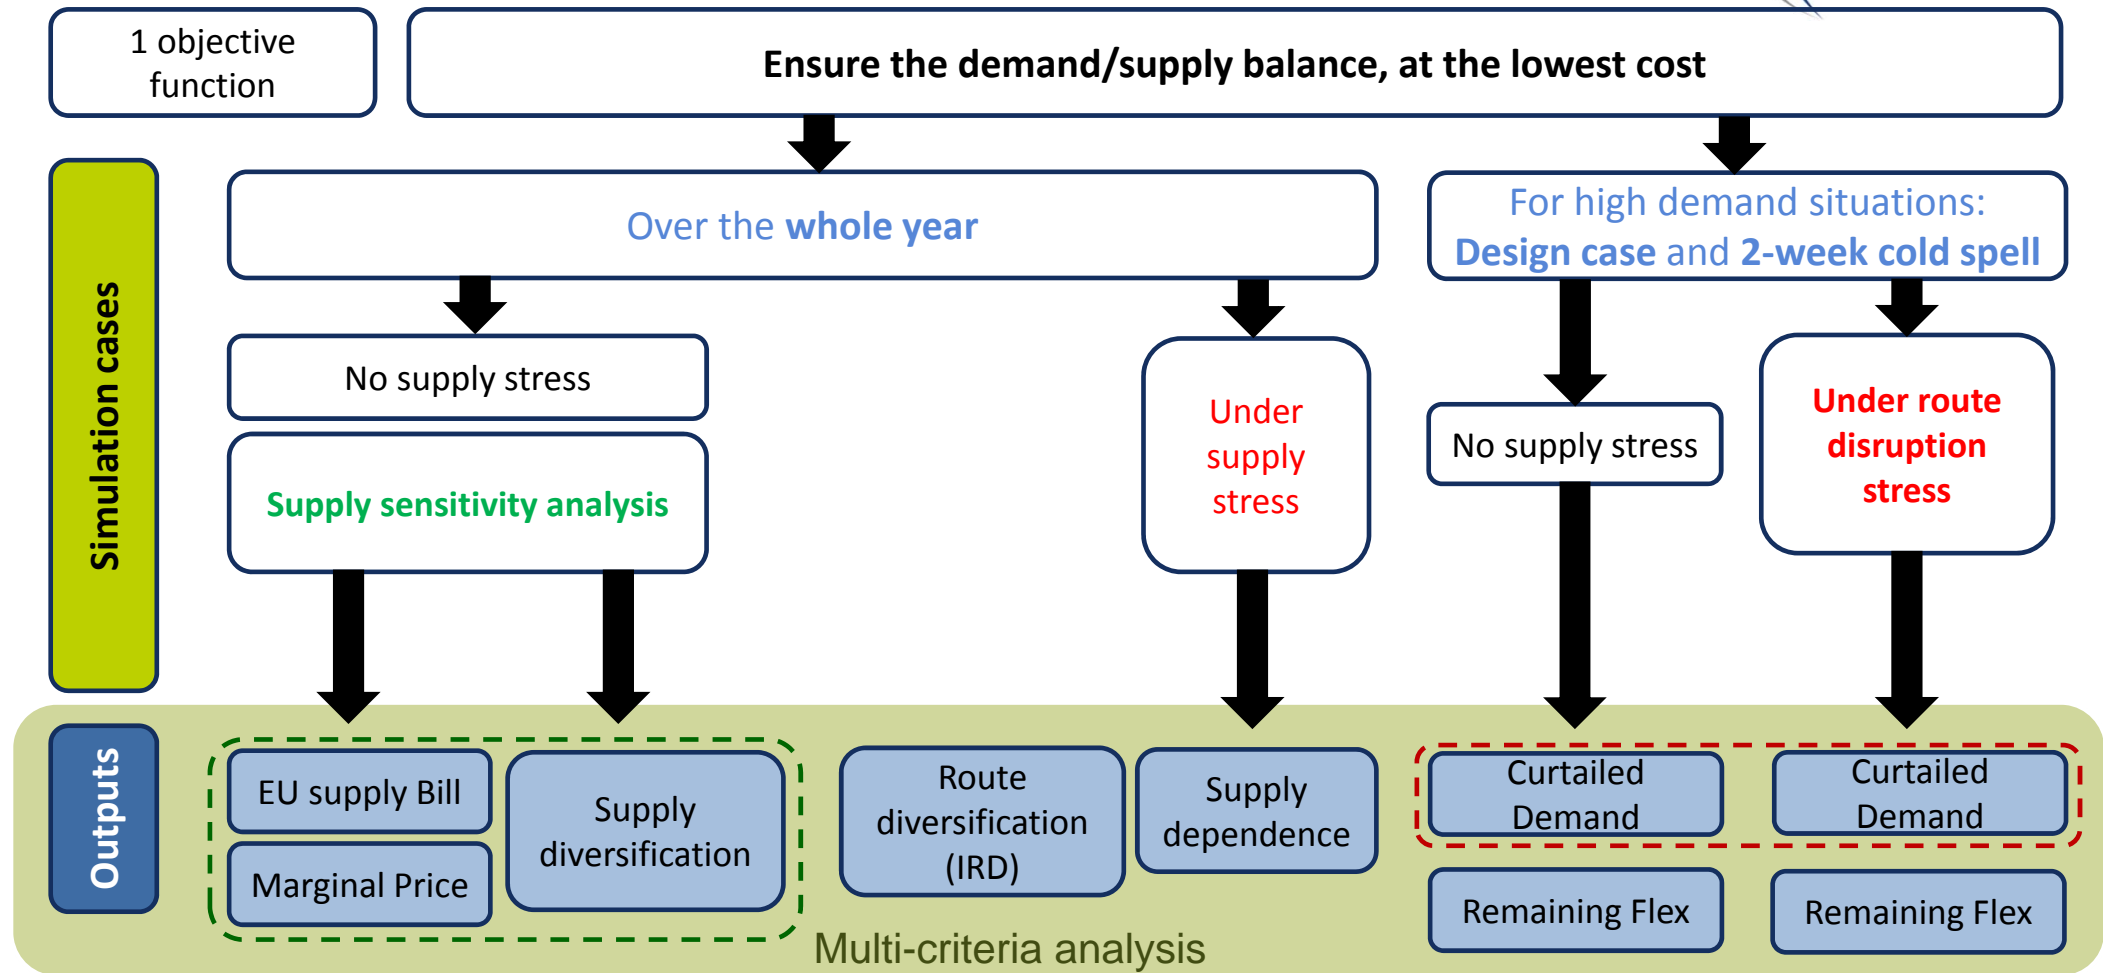 1 objective
function
Ensure the demand/supply balance, at the lowest cost
Simulation cases
Over the whole year
For high demand situations:
Design case and 2-week cold spell
No supply stress
Supply sensitivity analysis
Under
supply
stress
No supply stress
Under route
disruption
stress
Outputs
EU supply Bill
Marginal Price
Supply
diversification
Route
diversification
(IRD)
Supply
dependence
Curtailed
Demand
Remaining Flex
Curtailed
Demand
Remaining Flex
Multi-criteria analysis